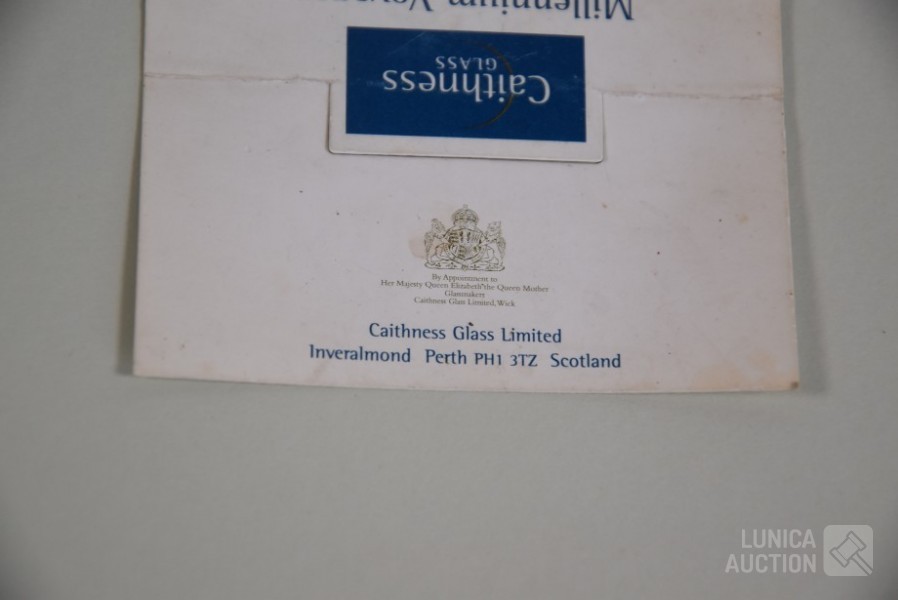 Millennium
Caithness
GLASS
By Appointment to
Her Majesty Queen Elizabeth the Queen Mother
Glassmakers
Caithness Glass Limited, Wick
Caithness Glass Limited
Inveralmond Perth PH1 3TZ Scotland
LUNICA
AUCTION